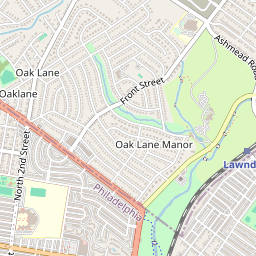 Ashmead Road
Oak Lane
Oaklane
Front Street
Oak Lane Manor
Lawnd
North 2nd Street
Philadelphia